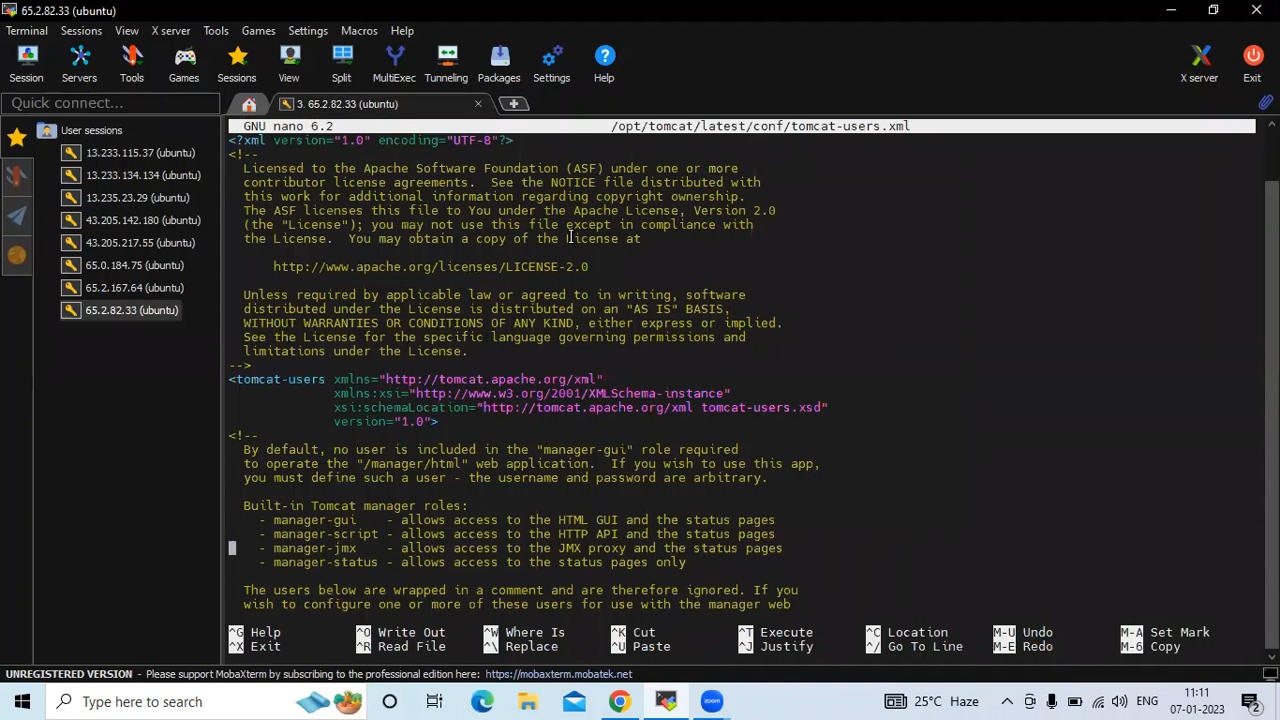 65.2.82.33 (ubuntu)
Terminal Sessions View X server Tools Games Settings Macros Help
Session Servers Tools Games Sessions View Split MultiExec Tunneling Packages Settings Help X server Exit
Quick connect...
3. 65.2.82.33 (ubuntu)
User sessions
13.233.115.37 (ubuntu)
13.233.134.134 (ubuntu)
13.235.23.29 (ubuntu)
43.205.142.180 (ubuntu)
43.205.217.55 (ubuntu)
65.0.184.75 (ubuntu)
65.2.167.64 (ubuntu)
65.2.82.33 (ubuntu)
GNU nano 6.2 /opt/tomcat/latest/conf/tomcat-users.xml
<?xml version="1.0" encoding="UTF-8"?>
<!--
Licensed to the Apache Software Foundation (ASF) under one or more
contributor license agreements.  See the NOTICE file distributed with
this work for additional information regarding copyright ownership.
The ASF licenses this file to You under the Apache License, Version 2.0
(the "License"); you may not use this file except in compliance with
the License.  You may obtain a copy of the License at
http://www.apache.org/licenses/LICENSE-2.0
Unless required by applicable law or agreed to in writing, software
distributed under the License is distributed on an "AS IS" BASIS,
WITHOUT WARRANTIES OR CONDITIONS OF ANY KIND, either express or implied.
See the License for the specific language governing permissions and
limitations under the License.
-->
<tomcat-users xmlns="http://tomcat.apache.org/xml"
xmlns:xsi="http://www.w3.org/2001/XMLSchema-instance"
xsi:schemaLocation="http://tomcat.apache.org/xml tomcat-users.xsd"
version="1.0">
<!--
By default, no user is included in the "manager-gui" role required
to operate the "/manager/html" web application.  If you wish to use this app,
you must define such a user - the username and password are arbitrary.
Built-in Tomcat manager roles:
- manager-gui    - allows access to the HTML GUI and the status pages
- manager-script - allows access to the HTTP API and the status pages
- manager-jmx    - allows access to the JMX proxy and the status pages
- manager-status - allows access to the status pages only
The users below are wrapped in a comment and are therefore ignored. If you
wish to configure one or more of these users for use with the manager web
^G Help ^O Write Out ^W Where Is ^K Cut ^T Execute ^C Location M-U Undo M-A Set Mark
^X Exit ^R Read File ^\ Replace ^U Paste ^J Justify ^/ Go To Line M-E Redo M-6 Copy
UNREGISTERED VERSION - Please support MobaXterm by subscribing to the professional edition here: https://mobaxterm.mobatek.net
Type here to search
zoom
25°C Haze
ENG
11:11
07-01-2023
2